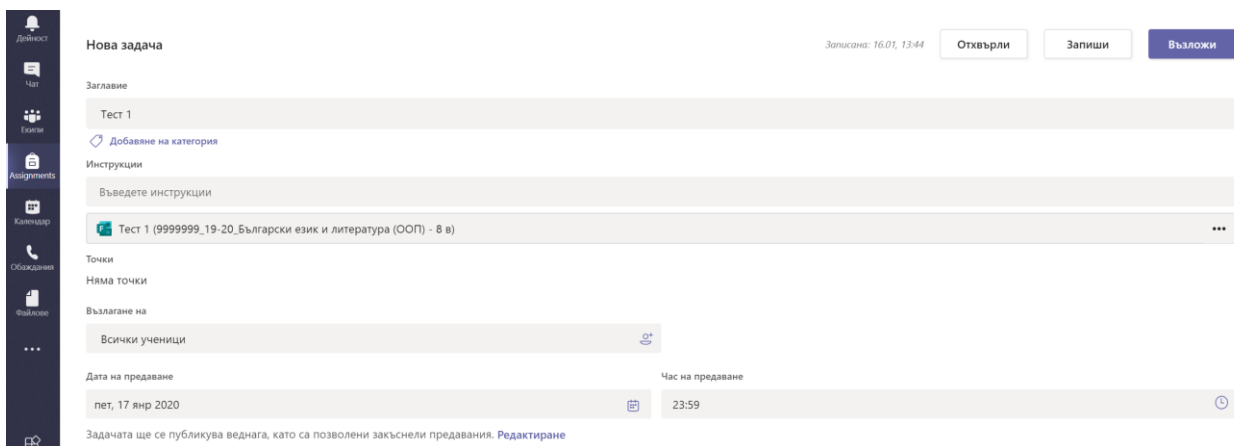 Дейност
Нова задача
Записана: 16.01, 13:44
Отхвърли
Запиши
Възложи
Чат
Заглавие
Тест 1
Екипи
Добавяне на категория
Assignments
Инструкции
Въведете инструкции
Календар
Тест 1 (9999999_19-20_Български език и литература (ООП) - 8 в)
Обаждания
Точки
Няма точки
Файлове
Възлагане на
Всички ученици
Дата на предаване
Час на предаване
пет, 17 янр 2020
23:59
Задачата ще се публикува веднага, като са позволени закъснели предавания. Редактиране